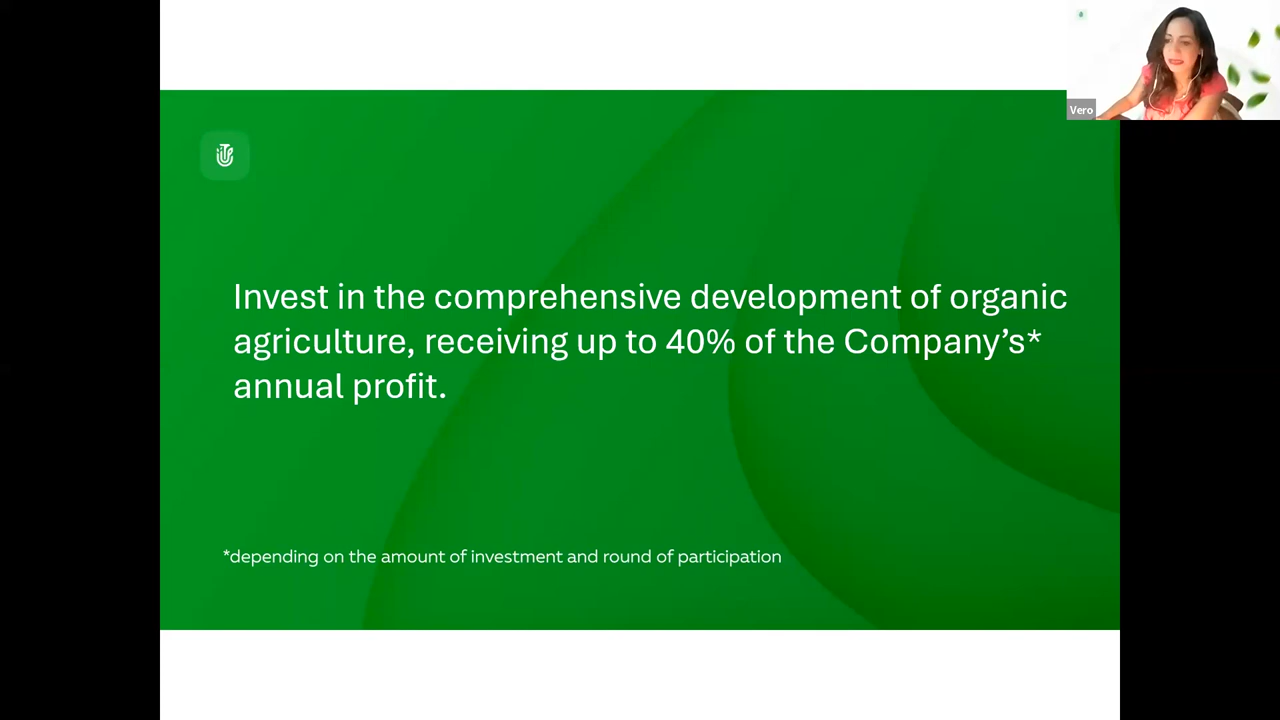 Vero
Invest in the comprehensive development of organic
agriculture, receiving up to 40% of the Company’s*
annual profit.
*depending on the amount of investment and round of participation